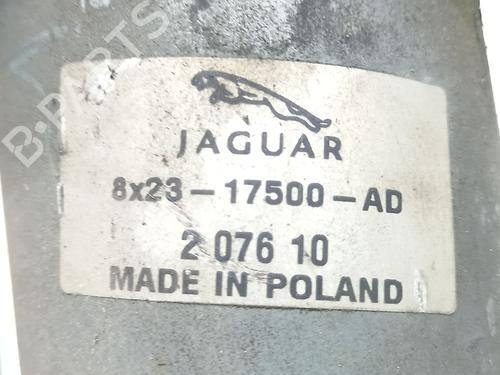 B-PARTS
JAGUAR
8x23-17500-AD
2 076 10
MADE IN POLAND